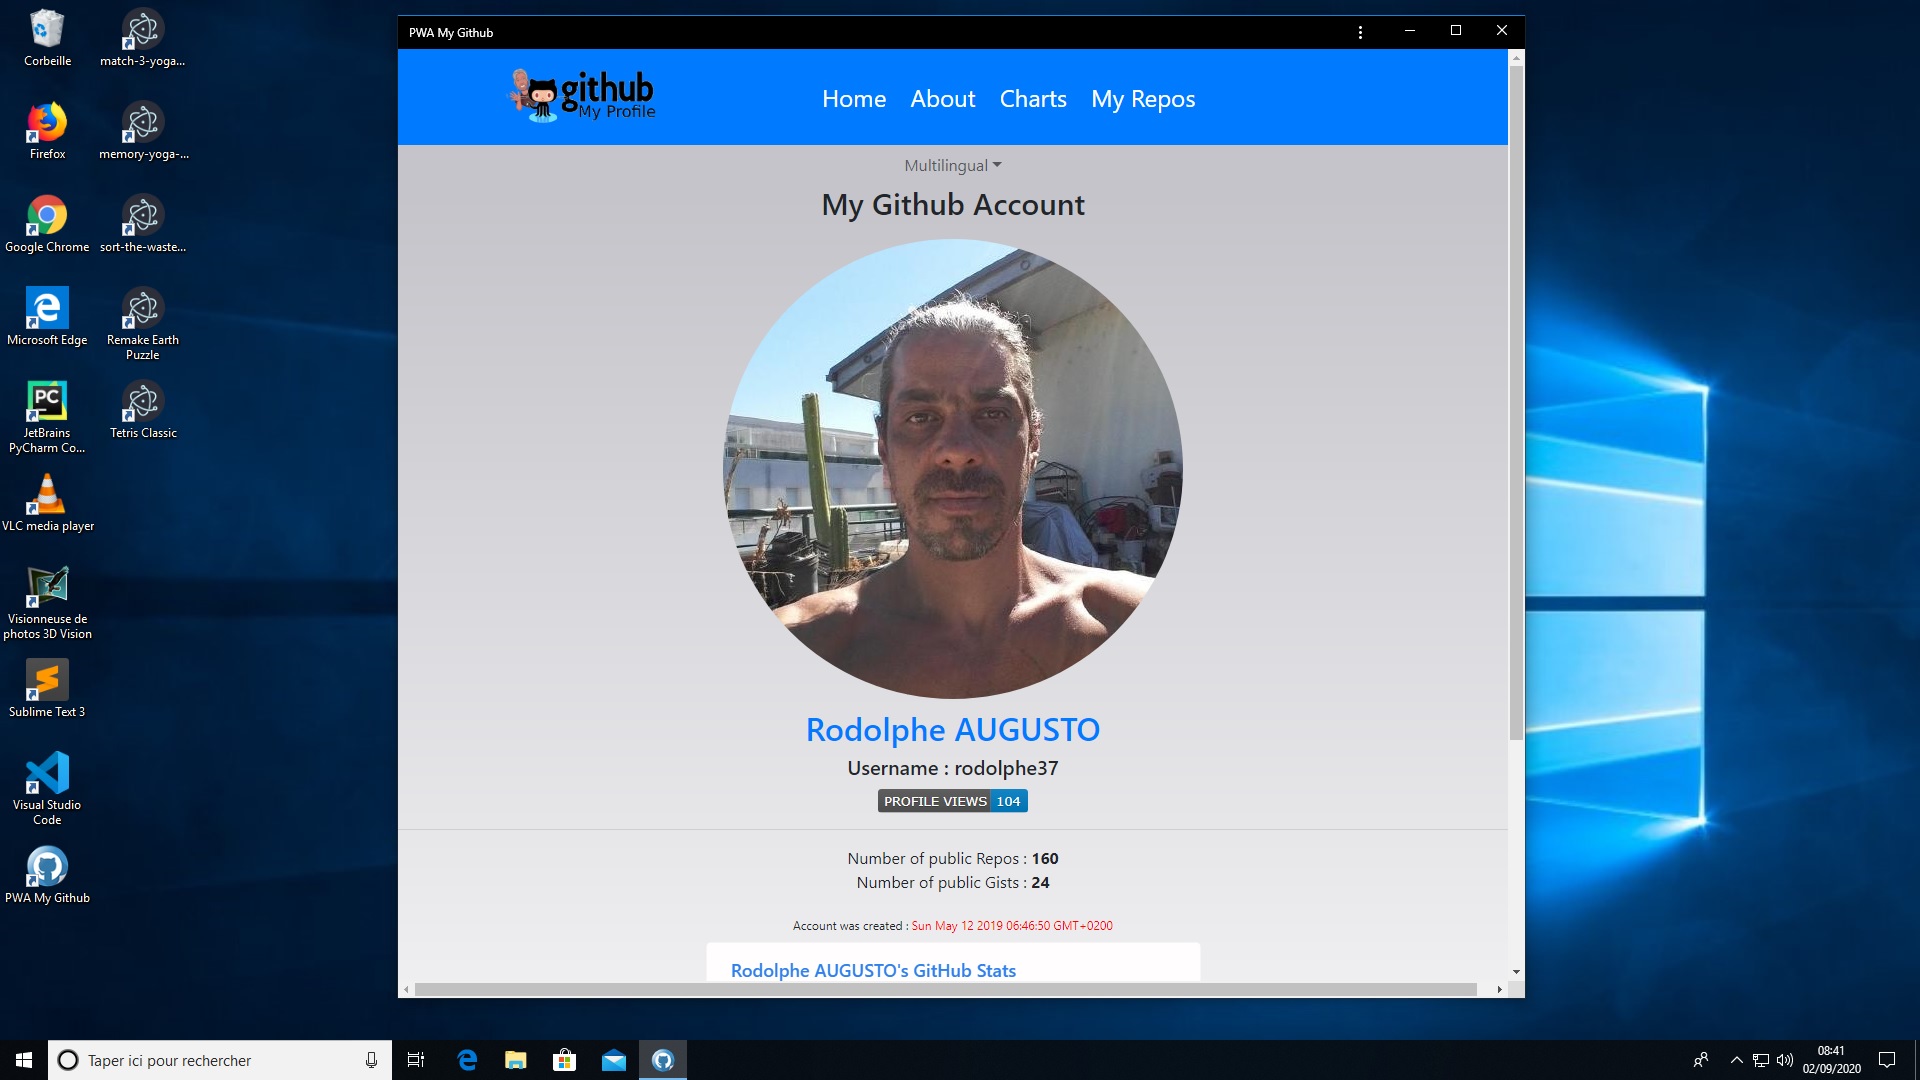 Corbeille
match-3-yoga...
Firefox
memory-yoga-...
Google Chrome
sort-the-waste...
Microsoft Edge
Remake Earth
Puzzle
PC
JetBrains
PyCharm Co...
Tetris Classic
VLC media player
Visionneuse de
photos 3D Vision
Sublime Text 3
Visual Studio
Code
PWA My Github
PWA My Github
github
My Profile
Home About Charts My Repos
Multilingual
My Github Account
Rodolphe AUGUSTO
Username : rodolphe37
PROFILE VIEWS 104
Number of public Repos : 160
Number of public Gists : 24
Account was created : Sun May 12 2019 06:46:50 GMT+0200
Rodolphe AUGUSTO's GitHub Stats
Taper ici pour rechercher
08:41
02/09/2020